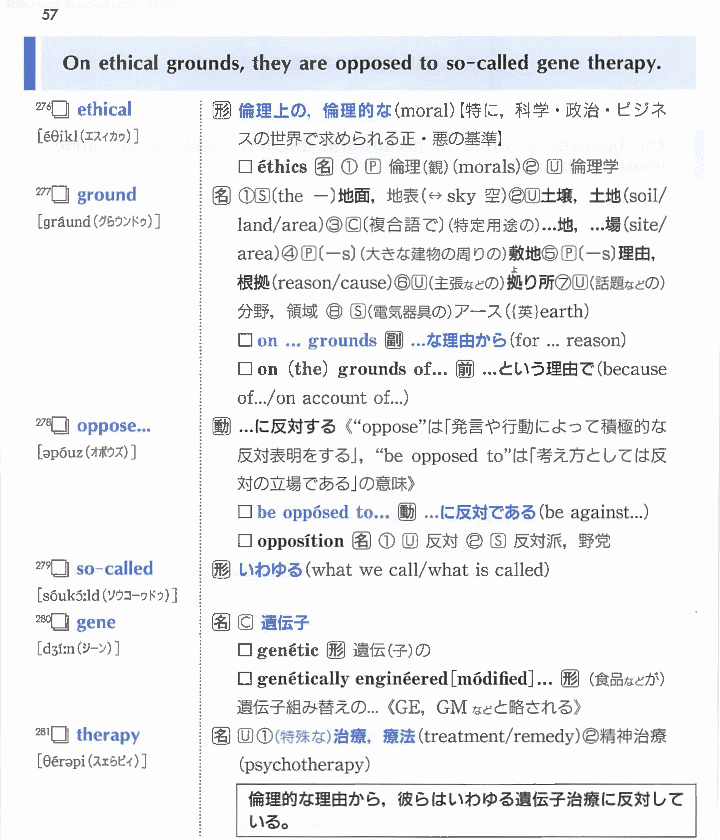 57
On ethical grounds, they are opposed to so-called gene therapy.
276 ethical 形 倫理上の，倫理的な(moral)【特に，科学・政治・ビジネ
[éθikl(エスィカゥ)] スの世界で求められる正・悪の基準】
□ éthics 名 ① P 倫理(観)(morals)② U 倫理学
277 ground 名 ①S(the －)地面，地表(↔ sky 空)②U土壌，土地(soil/
[gráund(グらウンドゥ)] land/area)③C(複合語で)(特定用途の)…地，…場(site/
area)④P(－s)(大きな建物の周りの)敷地⑤P(－s)理由，
根拠(reason/cause)⑥U(主張などの)拠り所⑦U(話題などの)
分野，領域 ⑧ S(電気器具の)アース({英}earth)
□ on … grounds 副 …な理由から(for … reason)
□ on (the) grounds of… 前 …という理由で(because
of…/on account of…)
278 oppose… 動 …に反対する《“oppose”は「発言や行動によって積極的な
[əpóuz(オポウズ)] 反対表明をする」，“be opposed to”は「考え方としては反
対の立場である」の意味》
□ be oppósed to… 動 …に反対である(be against…)
□ opposítion 名 ① U 反対 ② S 反対派，野党
279 so-called 形 いわゆる(what we call/what is called)
[sóukɔ́ːld(ソウコーゥドゥ)]
280 gene 名 C 遺伝子
[dʒíːn(ヂーン)] □ genétic 形 遺伝(子)の
□ genétically enginéered[módified]… 形 (食品などが)
遺伝子組み替えの…《GE，GM などと略される》
281 therapy 名 U ①(特殊な)治療，療法(treatment/remedy)②精神治療
[θérəpi(スェらピィ)] (psychotherapy)
倫理的な理由から，彼らはいわゆる遺伝子治療に反対して
いる。